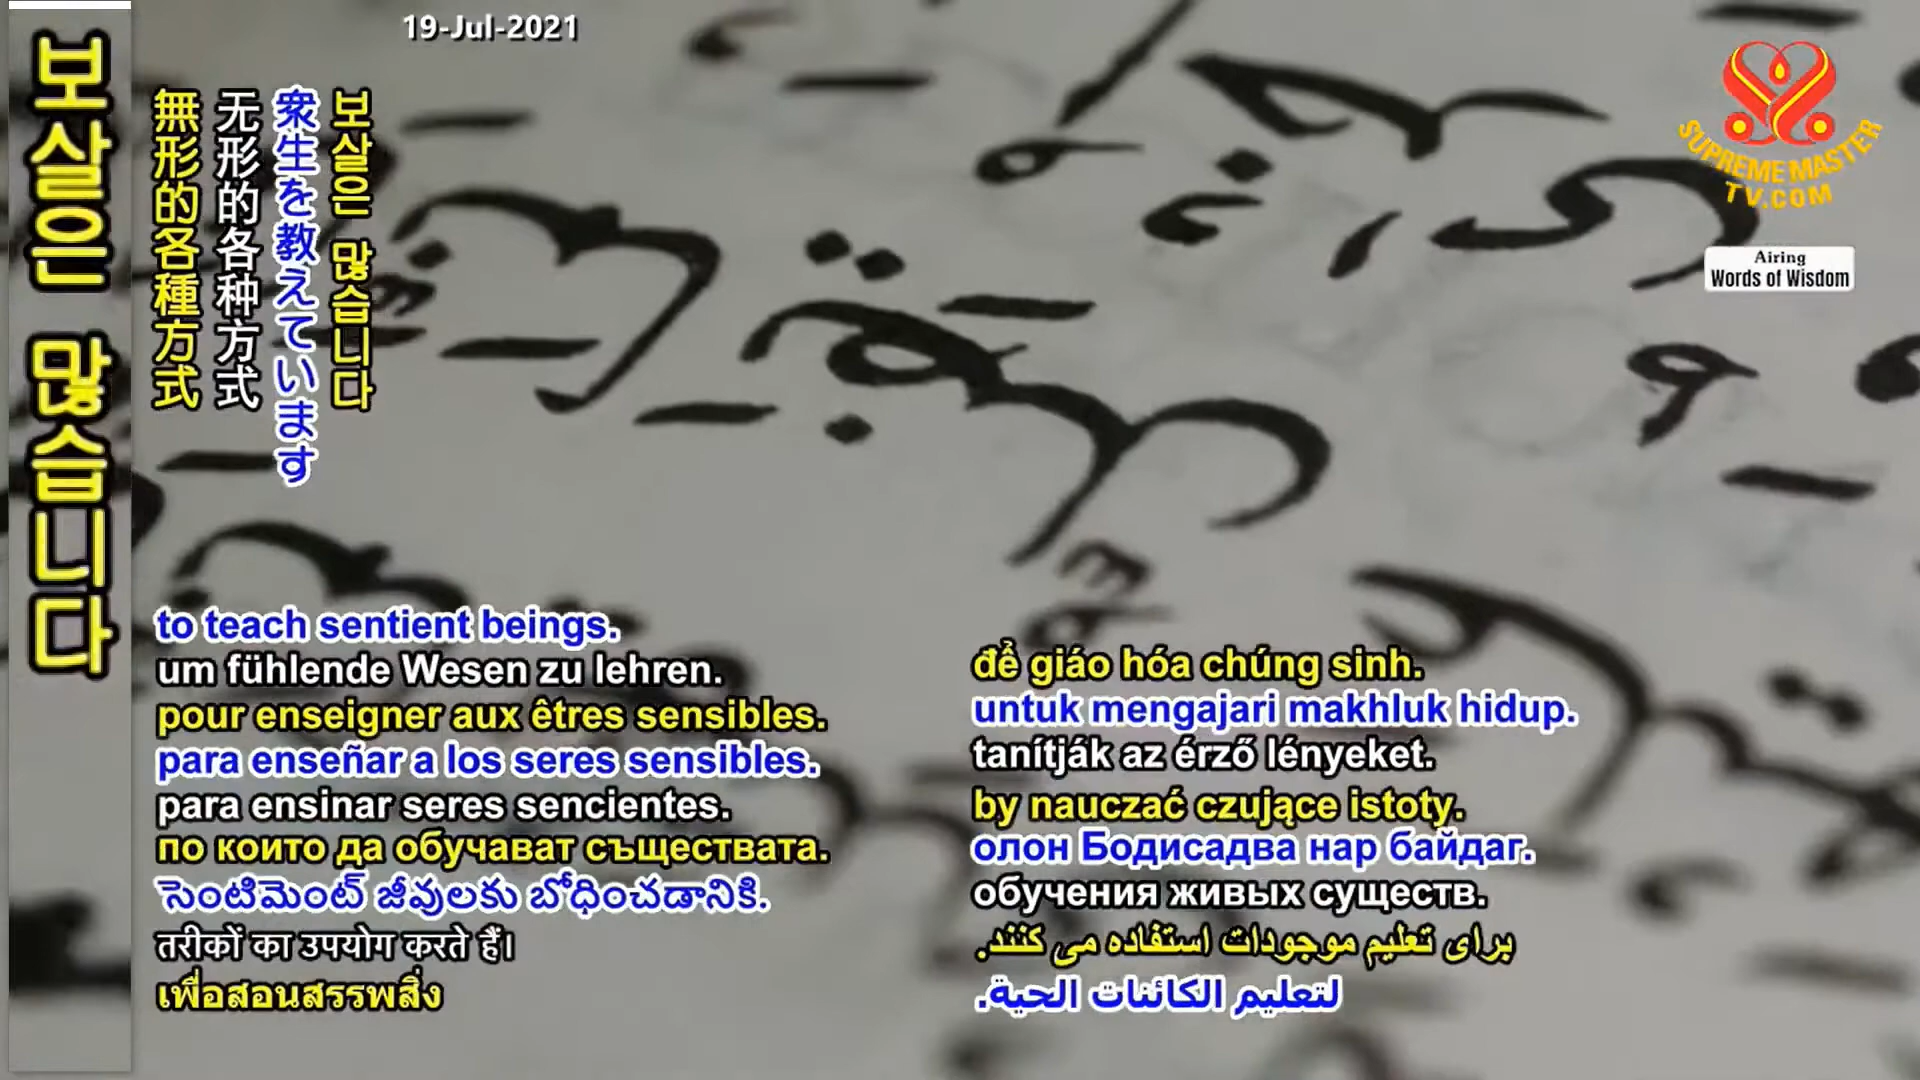 19-Jul-2021
보살은 많습니다
無形的各種方式
无形的各种方式
衆生を教えています
보살은 많습니다
SUPREME MASTER
TV.COM
Airing
Words of Wisdom
to teach sentient beings.
um fühlende Wesen zu lehren.
pour enseigner aux êtres sensibles.
para enseñar a los seres sensibles.
para ensinar seres sencientes.
по които да обучават съществата.
సెంటిమెంట్ జీవులకు బోధించడానికి.
तरीकों का उपयोग करते हैं।
เพื่อสอนสรรพสิ่ง
để giáo hóa chúng sinh.
untuk mengajari makhluk hidup.
tanítják az érző lényeket.
by nauczać czujące istoty.
олон Бодисадва нар байдаг.
обучения живых существ.
برای تعلیم موجودات استفاده می کنند.
لتعليم الكائنات الحية.